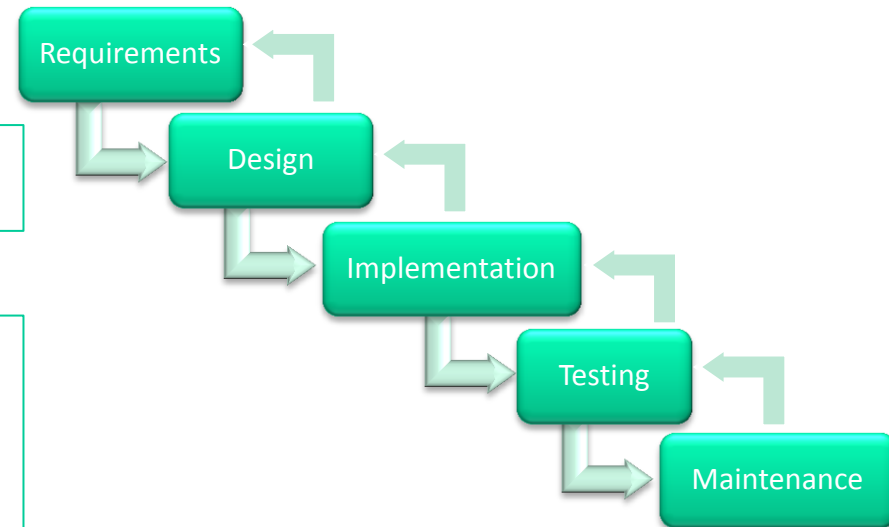 Requirements
Design
Implementation
Testing
Maintenance